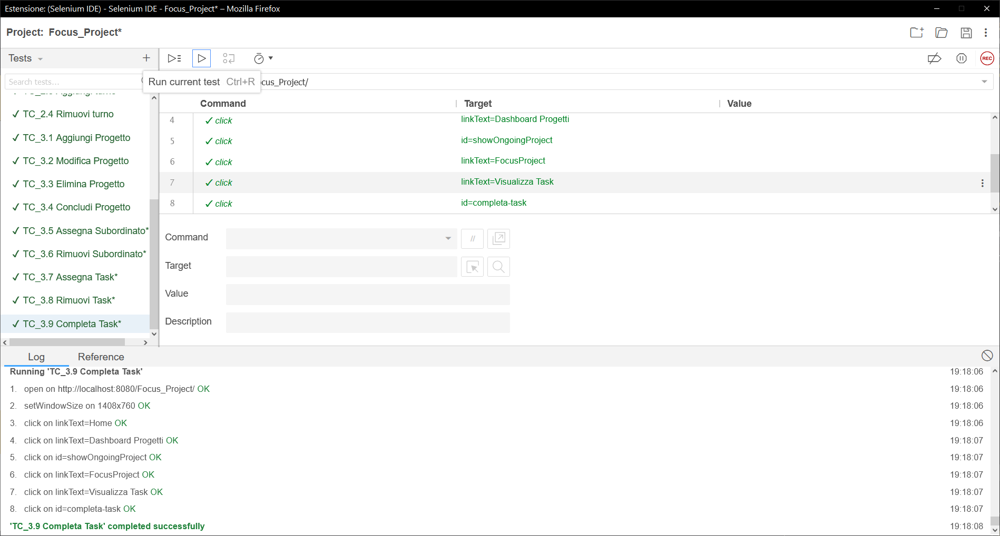 Estensione: (Selenium IDE) - Selenium IDE - Focus_Project* – Mozilla Firefox
Project: Focus_Project*
Tests
Search tests...
Run current test Ctrl+R
cus_Project/
TC_2.4 Rimuovi turno
TC_3.1 Aggiungi Progetto
TC_3.2 Modifica Progetto
TC_3.3 Elimina Progetto
TC_3.4 Concludi Progetto
TC_3.5 Assegna Subordinato*
TC_3.6 Rimuovi Subordinato*
TC_3.7 Assegna Task*
TC_3.8 Rimuovi Task*
TC_3.9 Completa Task*
REC
Command Target Value
4 click linkText=Dashboard Progetti
5 click id=showOngoingProject
6 click linkText=FocusProject
7 click linkText=Visualizza Task
8 click id=completa-task
Command //
Target
Value
Description
Log Reference
Running 'TC_3.9 Completa Task' 19:18:06
1. open on http://localhost:8080/Focus_Project/ OK 19:18:06
2. setWindowSize on 1408x760 OK 19:18:06
3. click on linkText=Home OK 19:18:06
4. click on linkText=Dashboard Progetti OK 19:18:07
5. click on id=showOngoingProject OK 19:18:07
6. click on linkText=FocusProject OK 19:18:07
7. click on linkText=Visualizza Task OK 19:18:07
8. click on id=completa-task OK 19:18:07
'TC_3.9 Completa Task' completed successfully 19:18:08